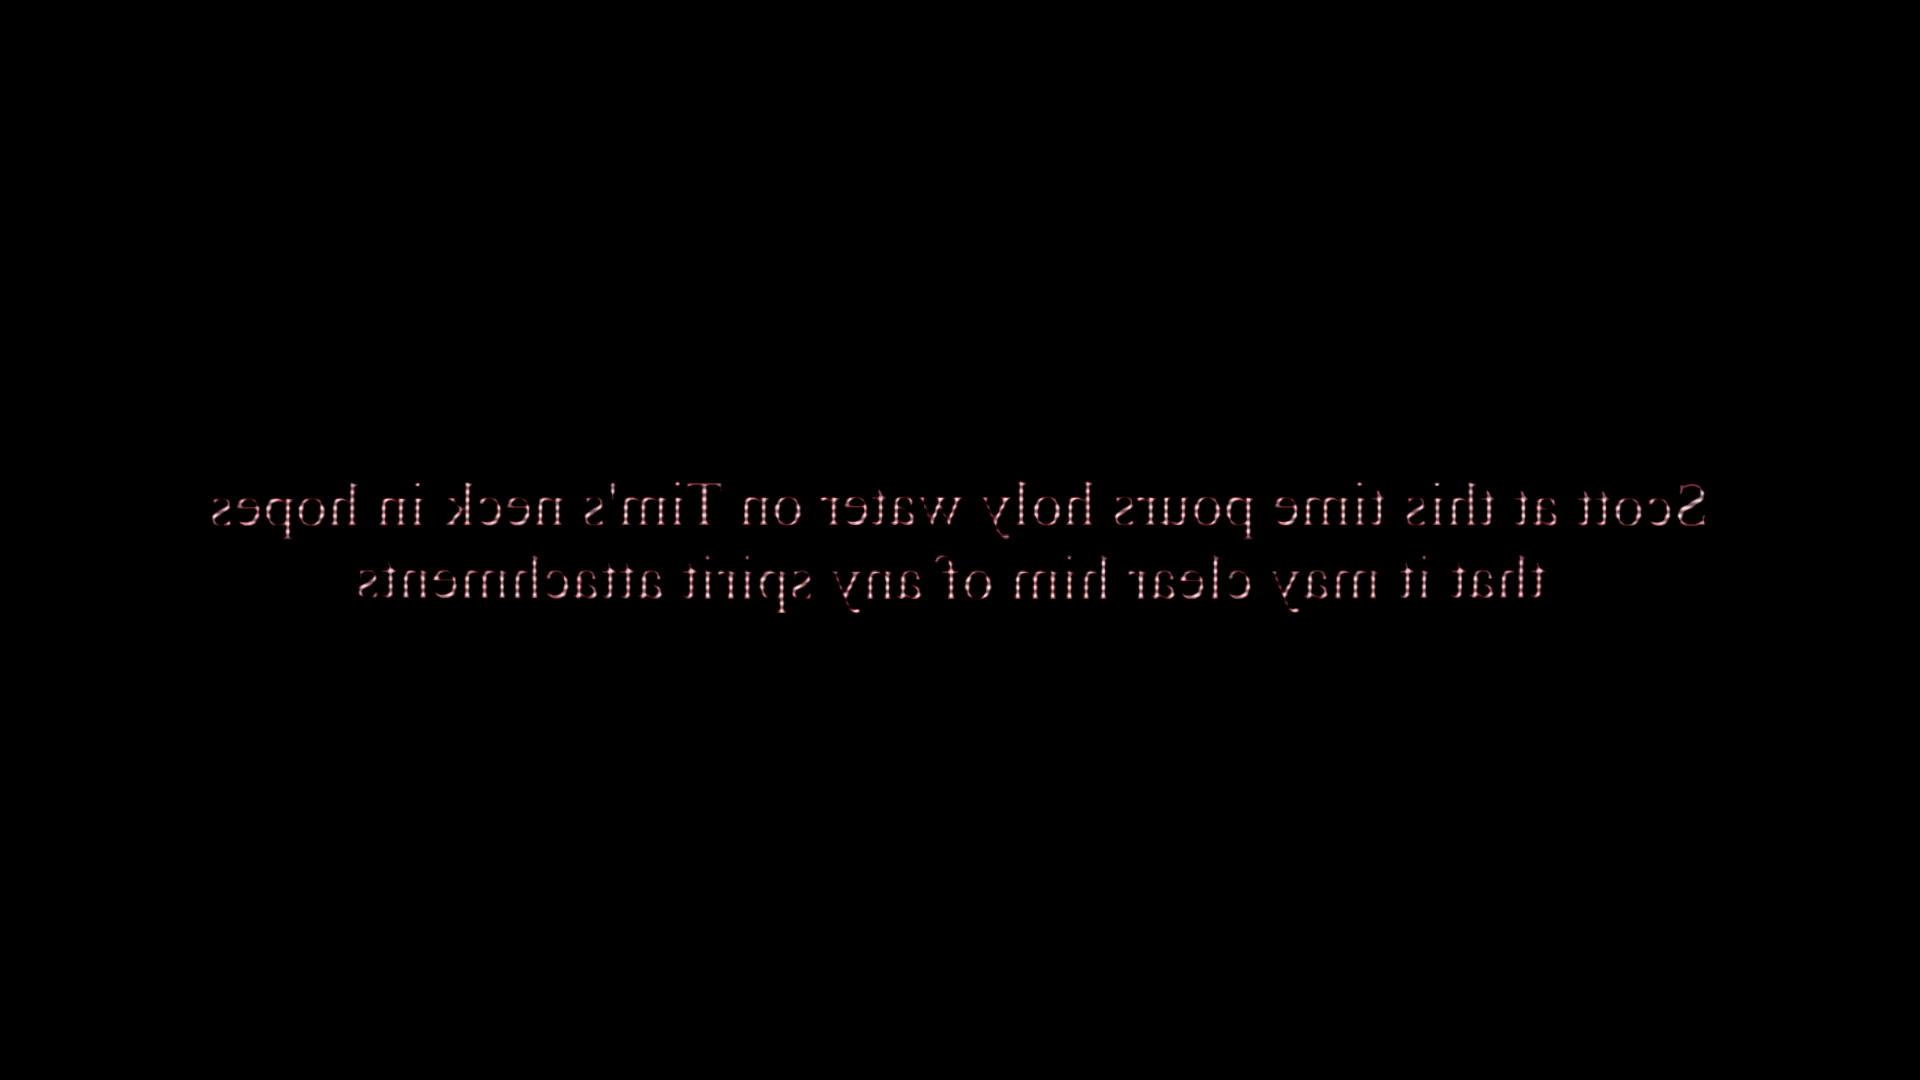 Scott at this time pours holy water on Tim's neck in hopes
that it may clear him of any spirit attachments